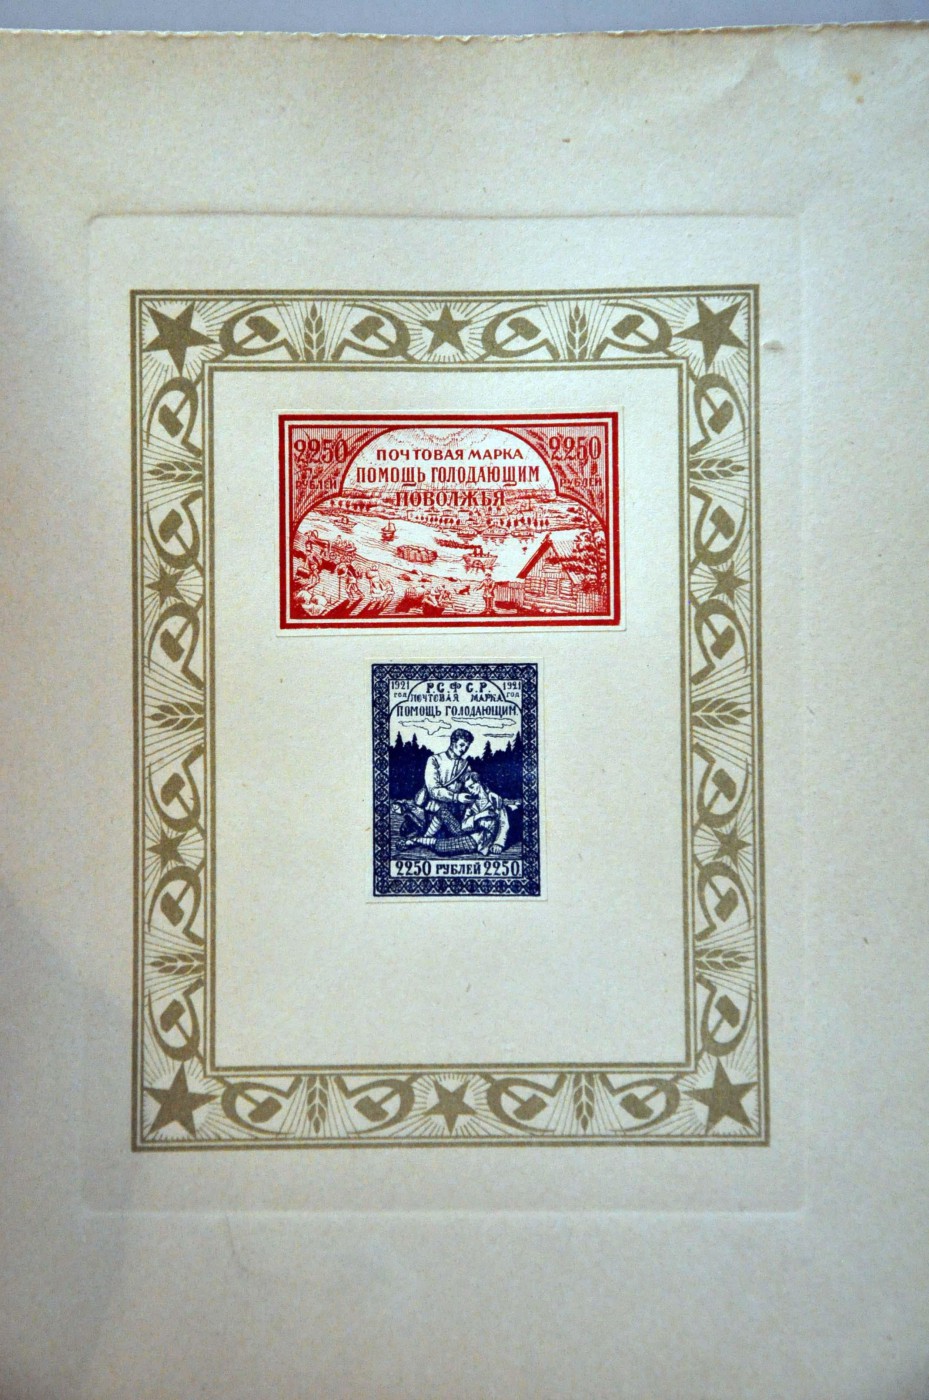 2250 2250
ПОЧТОВАЯ МАРКА
ПОМОЩЬ ГОЛОДАЮЩИМ
РУБЛЕЙ РУБЛЕЙ
ПОВОЛЖЬЯ
1921 Р.С.Ф.С.Р. 1921
ГОД ПОЧТОВАЯ МАРКА ГОД
ПОМОЩЬ ГОЛОДАЮЩИМ
2250 РУБЛЕЙ 2250